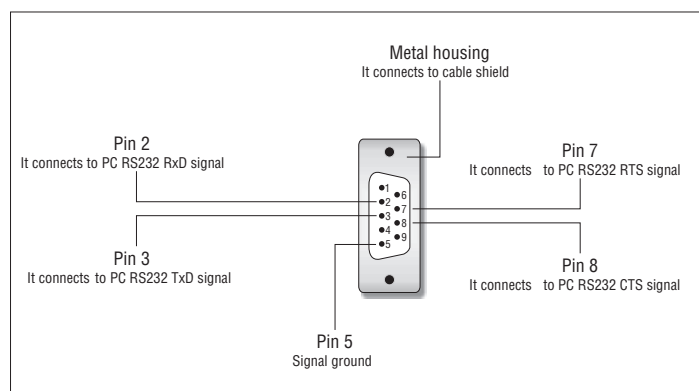 Metal housing
It connects to cable shield
Pin 2
It connects to PC RS232 RxD signal
Pin 7
It connects to PC RS232 RTS signal
1
6
2
7
3
8
4
9
5
Pin 3
It connects to PC RS232 TxD signal
Pin 8
It connects to PC RS232 CTS signal
Pin 5
Signal ground